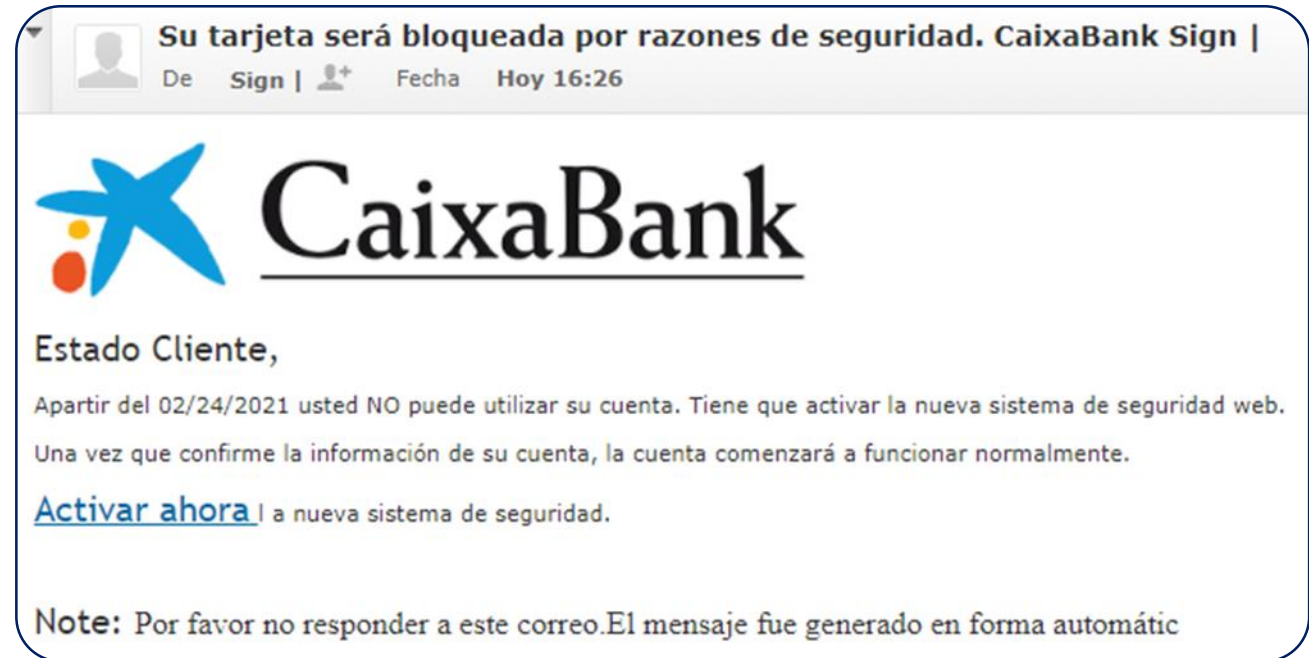 Su tarjeta será bloqueada por razones de seguridad. CaixaBank Sign |
De Sign | Fecha Hoy 16:26
CaixaBank
Estado Cliente,
Apartir del 02/24/2021 usted NO puede utilizar su cuenta. Tiene que activar la nueva sistema de seguridad web.
Una vez que confirme la información de su cuenta, la cuenta comenzará a funcionar normalmente.
Activar ahora l a nueva sistema de seguridad.
Note: Por favor no responder a este correo.El mensaje fue generado en forma automátic